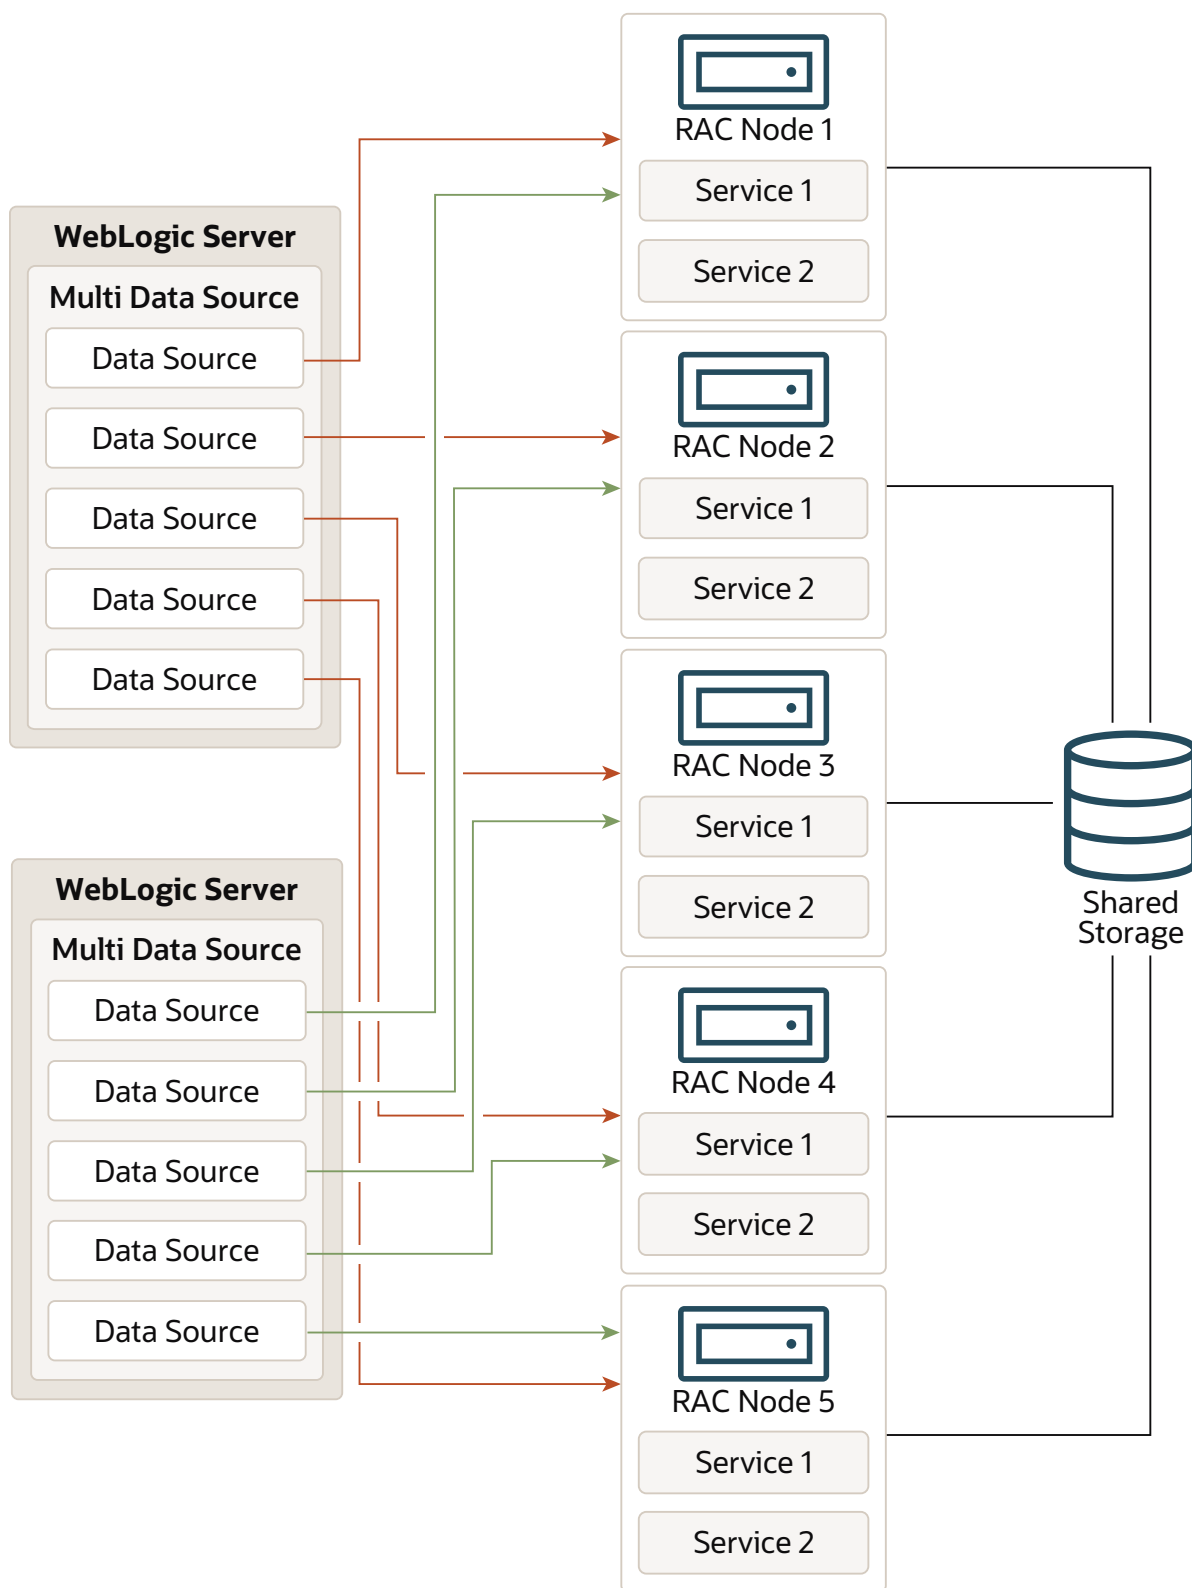 WebLogic Server
Multi Data Source
Data Source
Data Source
Data Source
Data Source
Data Source
WebLogic Server
Multi Data Source
Data Source
Data Source
Data Source
Data Source
Data Source
RAC Node 1
Service 1
Service 2
RAC Node 2
Service 1
Service 2
RAC Node 3
Service 1
Service 2
RAC Node 4
Service 1
Service 2
RAC Node 5
Service 1
Service 2
Shared
Storage